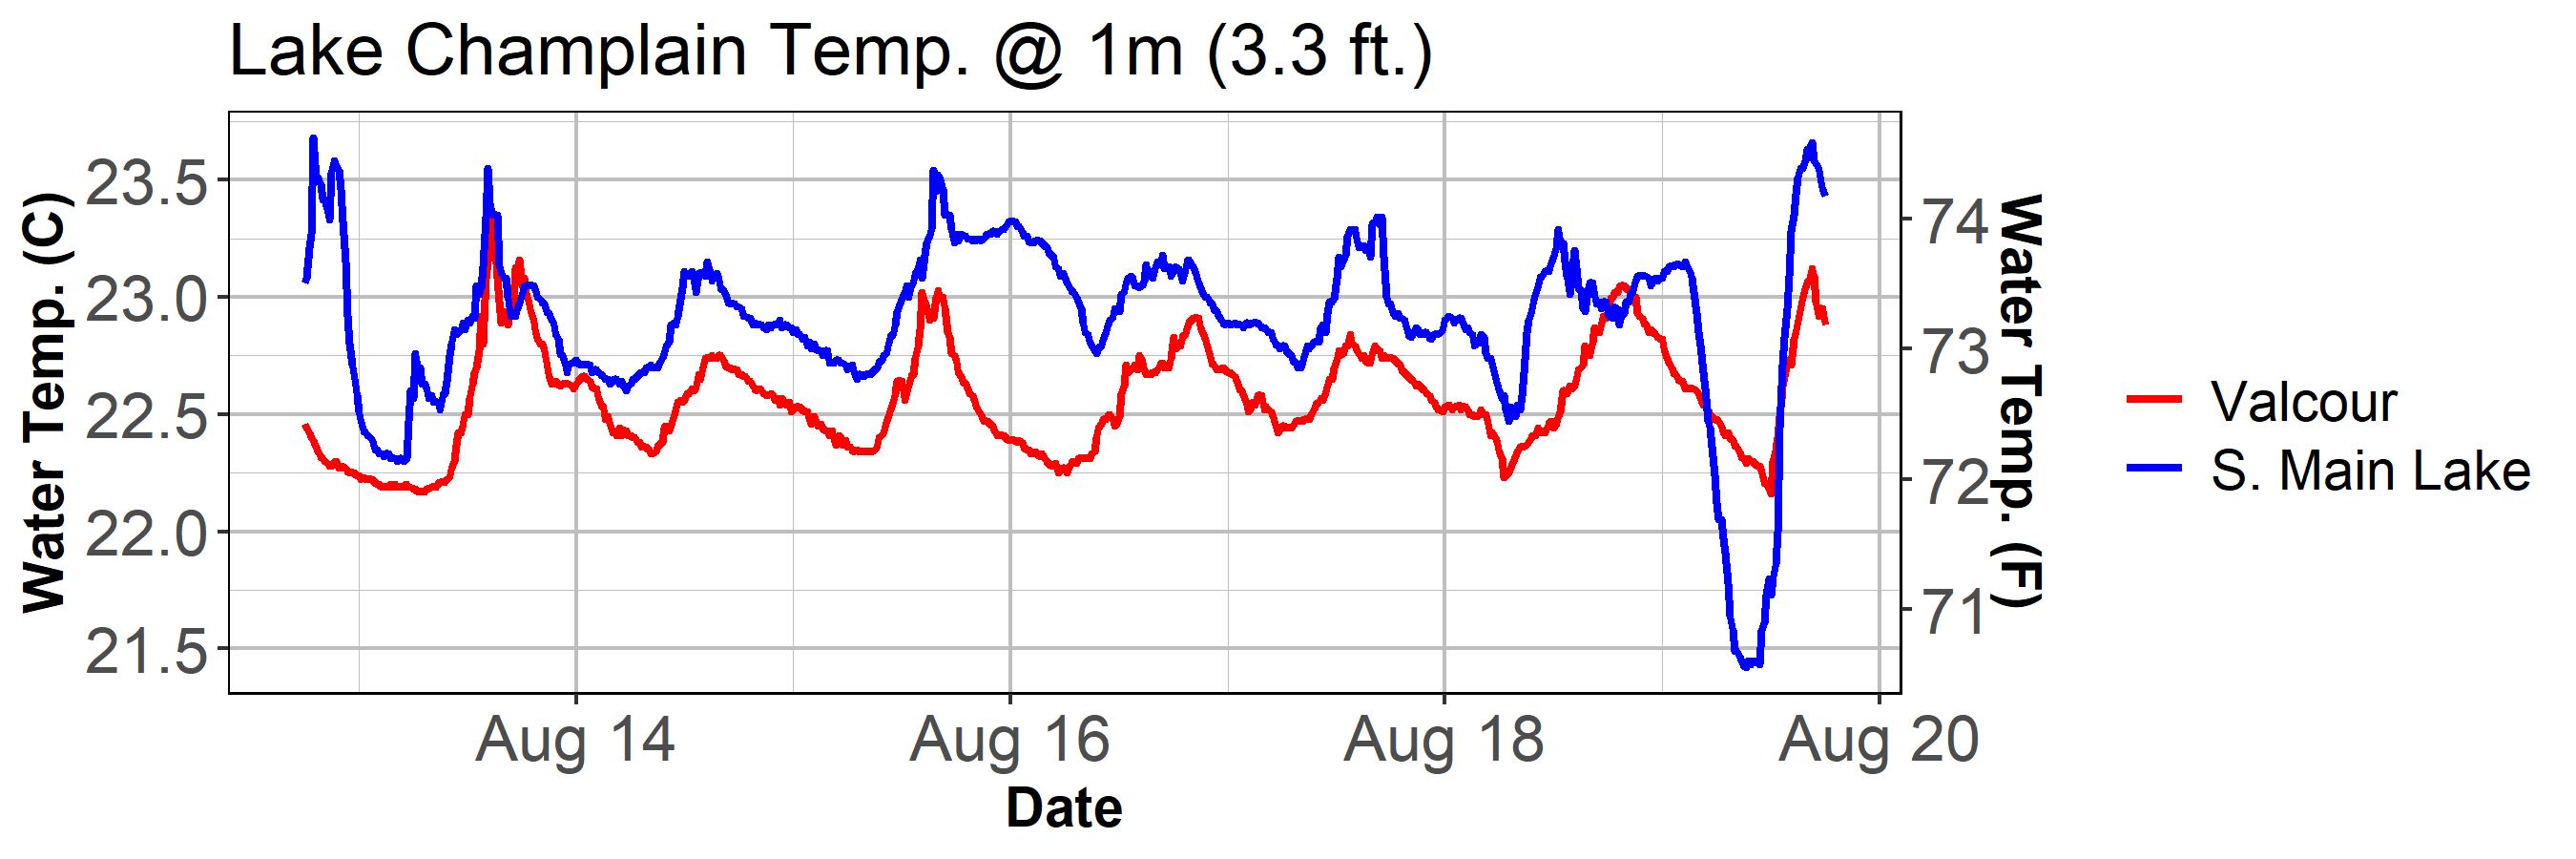 Lake Champlain Temp. @ 1m (3.3 ft.)
Water Temp. (C)
23.5
23.0
22.5
22.0
21.5
74
73
72
71
Water Temp. (F)
Aug 14
Aug 16
Aug 18
Aug 20
Date
Valcour
S. Main Lake